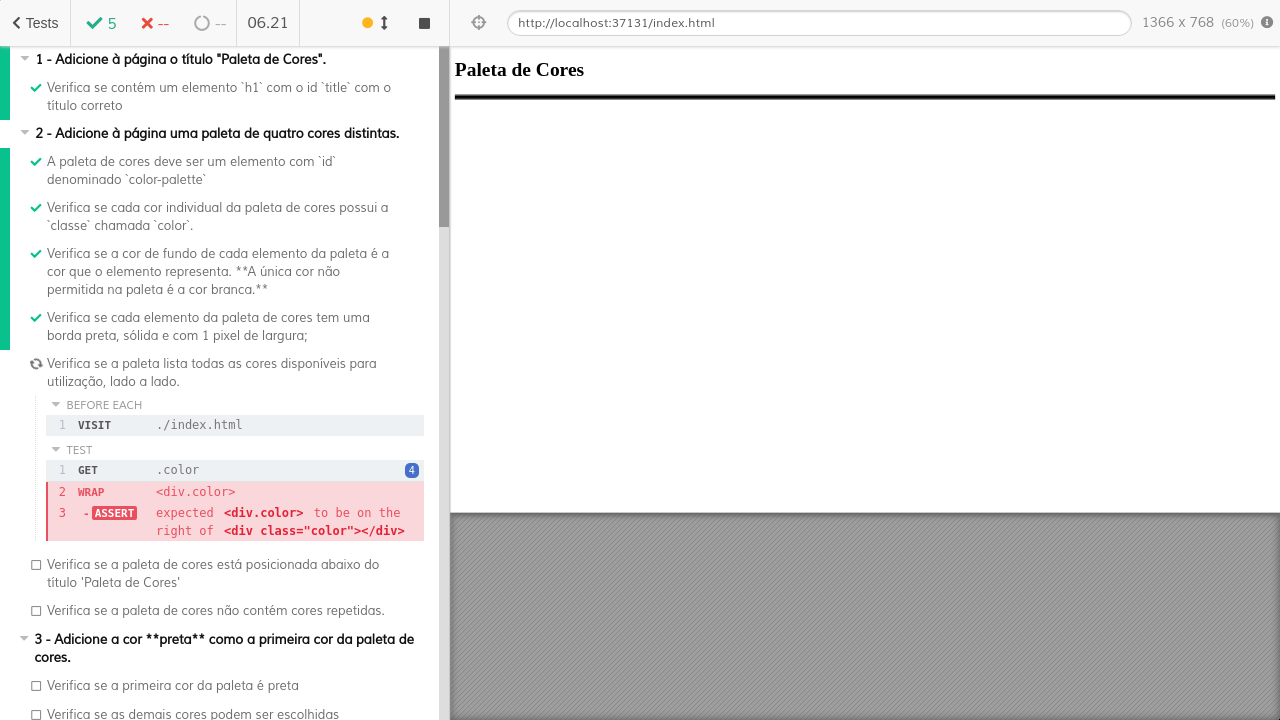 Tests
5
--
--
06.21
http://localhost:37131/index.html
1366 x 768 (60%)
1 - Adicione à página o título "Paleta de Cores".
Verifica se contém um elemento `h1` com o id `title` com o
título correto
2 - Adicione à página uma paleta de quatro cores distintas.
A paleta de cores deve ser um elemento com `id`
denominado `color-palette`
Verifica se cada cor individual da paleta de cores possui a
`classe` chamada `color`.
Verifica se a cor de fundo de cada elemento da paleta é a
cor que o elemento representa. **A única cor não
permitida na paleta é a cor branca.**
Verifica se cada elemento da paleta de cores tem uma
borda preta, sólida e com 1 pixel de largura;
Verifica se a paleta lista todas as cores disponíveis para
utilização, lado a lado.
BEFORE EACH
1 VISIT ./index.html
TEST
1 GET .color 4
2 WRAP <div.color>
3 -ASSERT expected <div.color> to be on the
right of <div class="color"></div>
Verifica se a paleta de cores está posicionada abaixo do
título 'Paleta de Cores'
Verifica se a paleta de cores não contém cores repetidas.
3 - Adicione a cor **preta** como a primeira cor da paleta de
cores.
Verifica se a primeira cor da paleta é preta
Verifica se as demais cores podem ser escolhidas
Paleta de Cores